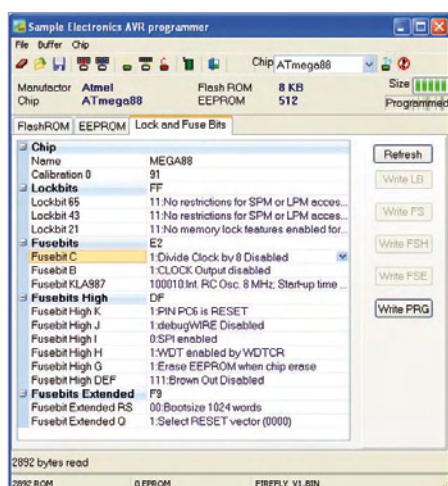 Sample Electronics AVR programmer
File Buffer Chip
Chip ATmega88
Manufactor Atmel Flash ROM 8 KB Size
Chip ATmega88 EEPROM 512 Programmed
FlashROM EEPROM Lock and Fuse Bits
Chip
Name MEGA88
Calibration 0 91
Lockbits FF
Lockbit 65 11:No restrictions for SPM or LPM acces...
Lockbit 43 11:No restrictions for SPM or LPM acces...
Lockbit 21 11:No memory lock features enabled for...
Fusebits E2
Fusebit C 1:Divide Clock by 8 Disabled
Fusebit B 1:CLOCK Output disabled
Fusebit KLA987 100010:Int. RC Osc. 8 MHz; Start-up time ...
Fusebits High DF
Fusebit High K 1:PIN PC6 is RESET
Fusebit High J 1:debugWIRE Disabled
Fusebit High I 0:SPI enabled
Fusebit High H 1:WDT enabled by WDTCR
Fusebit High G 1:Erase EEPROM when chip erase
Fusebit High DEF 111:Brown Out Disabled
Fusebits Extended F9
Fusebit Extended RS 00:Bootsize 1024 words
Fusebit Extended Q 1:Select RESET vector (0000)
Refresh
Write LB
Write FS
Write FSH
Write FSE
Write PRG
2892 bytes read
2892 ROM 0 EPROM FIREFLY_V1.BIN